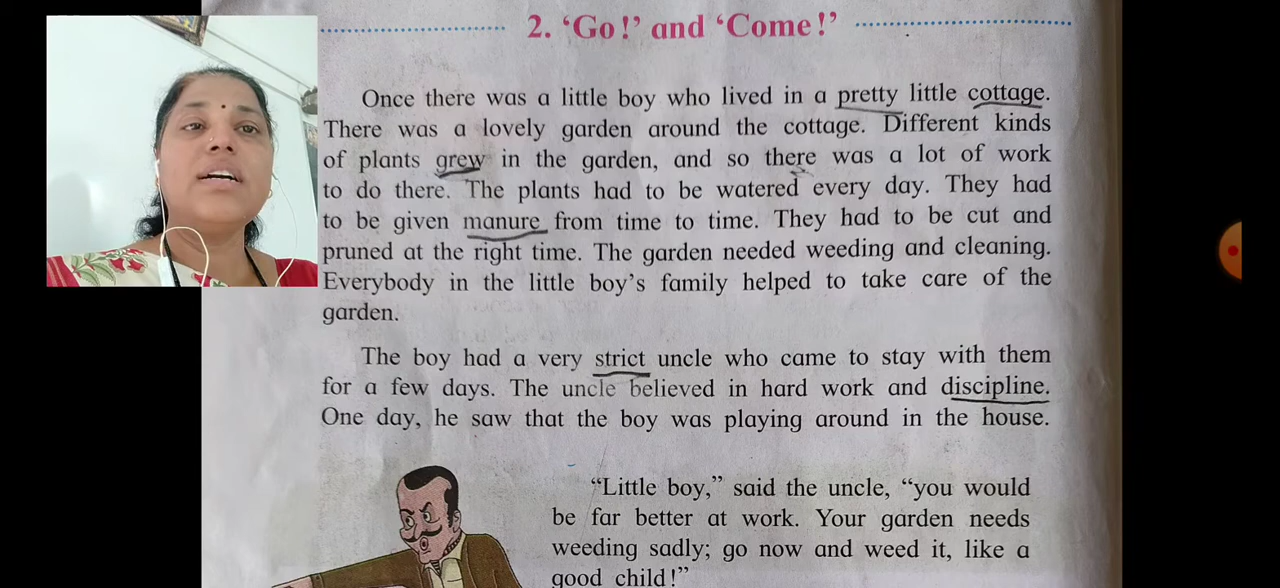 2. ‘Go!’ and ‘Come!’
Once there was a little boy who lived in a pretty little cottage.
There was a lovely garden around the cottage. Different kinds
of plants grew in the garden, and so there was a lot of work
to do there. The plants had to be watered every day. They had
to be given manure from time to time. They had to be cut and
pruned at the right time. The garden needed weeding and cleaning.
Everybody in the little boy’s family helped to take care of the
garden.
The boy had a very strict uncle who came to stay with them
for a few days. The uncle believed in hard work and discipline.
One day, he saw that the boy was playing around in the house.
“Little boy,” said the uncle, “you would
be far better at work. Your garden needs
weeding sadly; go now and weed it, like a
good child!”